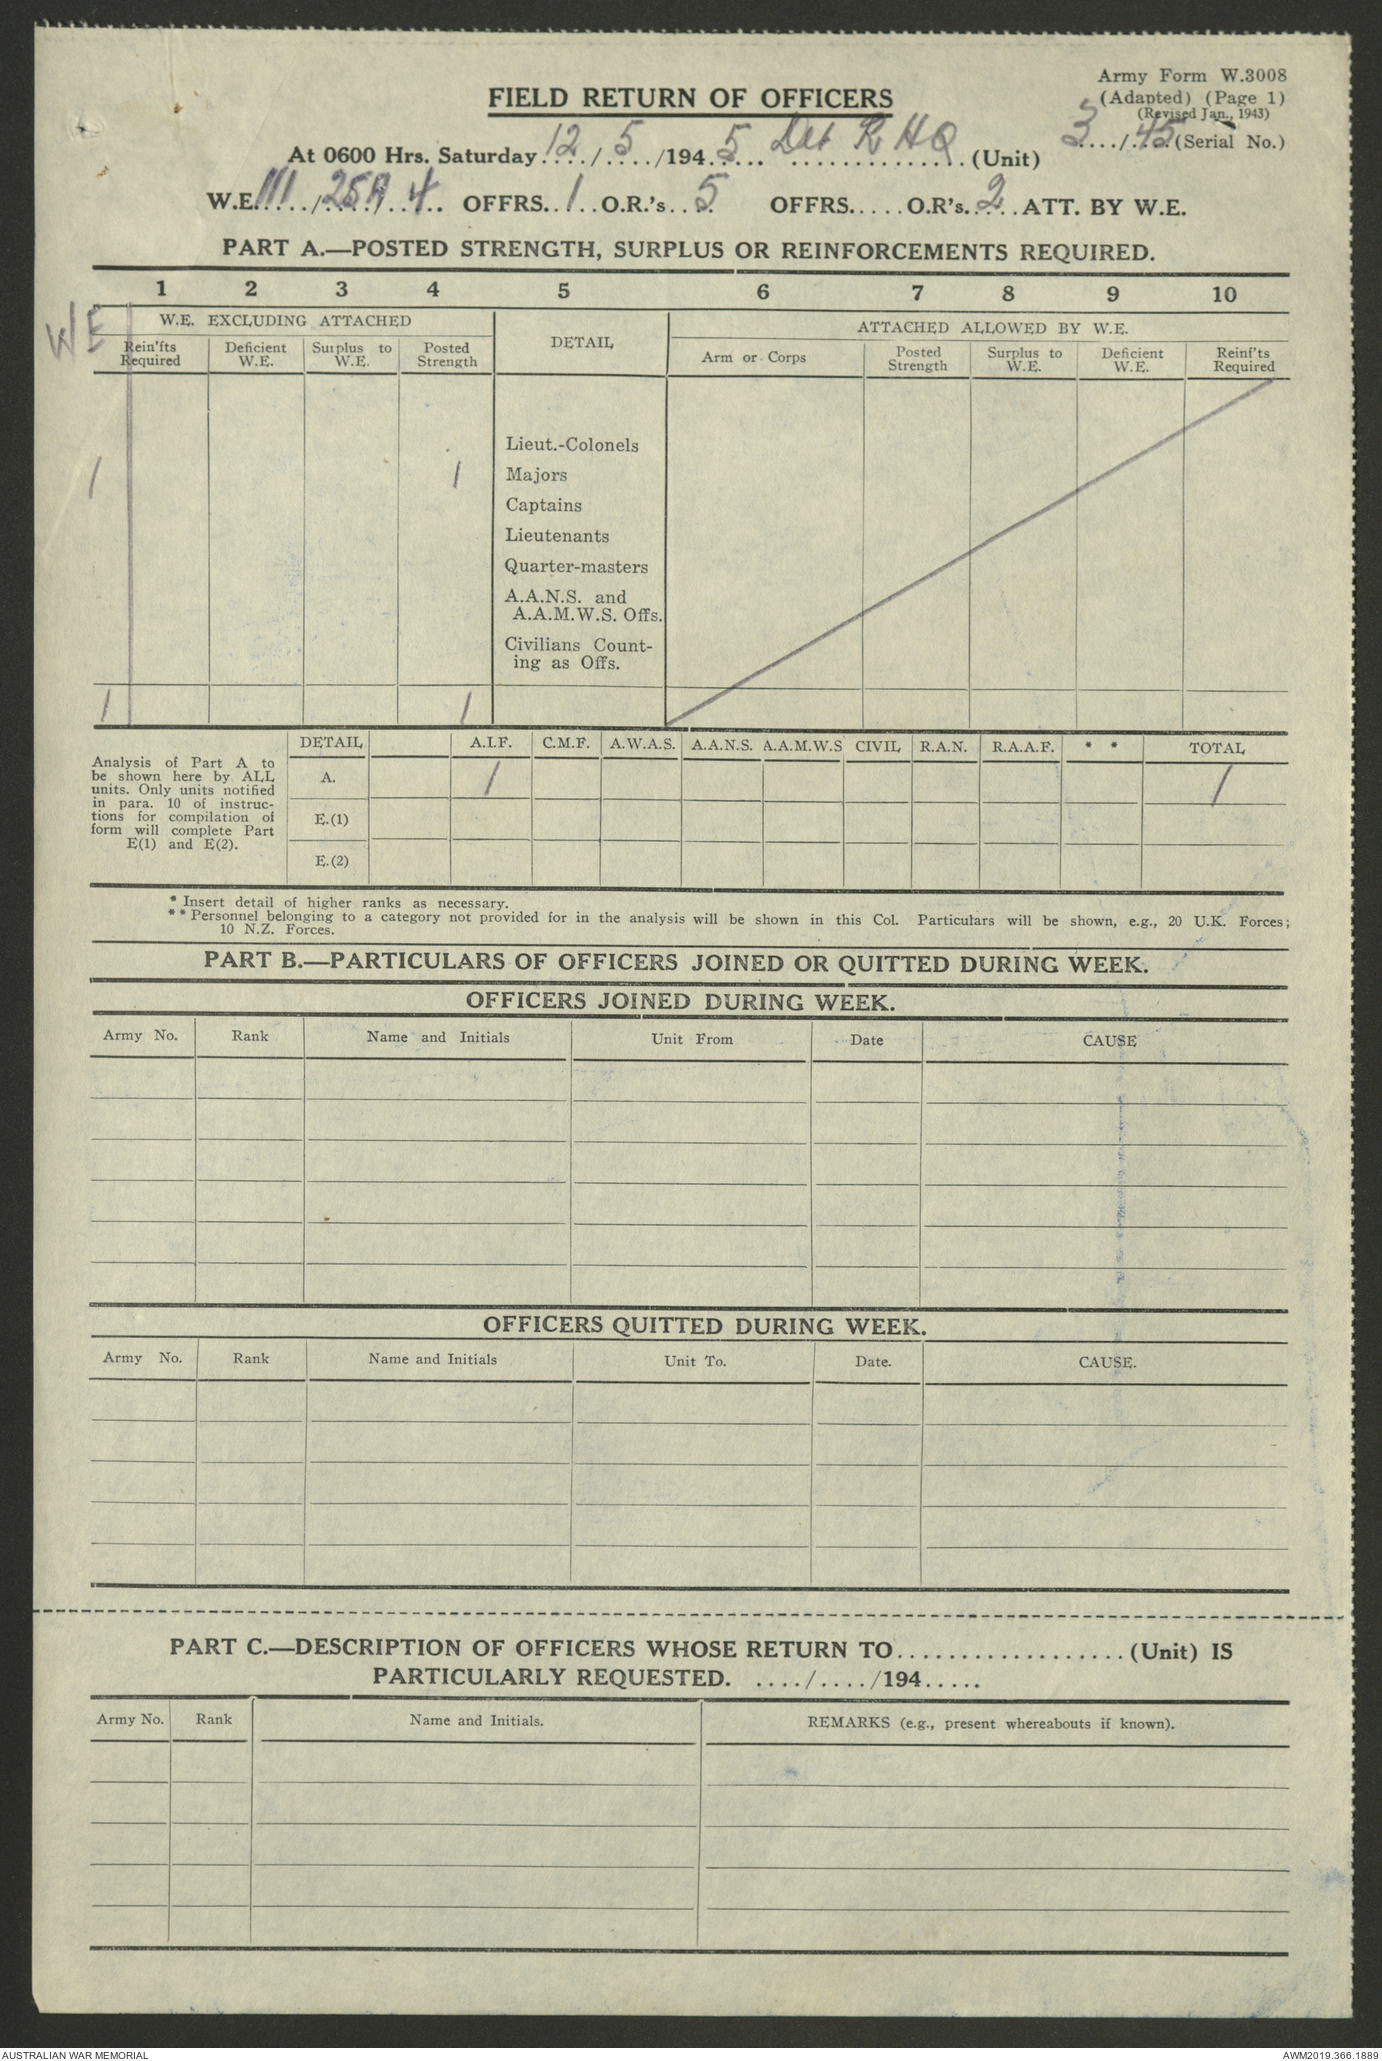 Army Form W.3008
FIELD RETURN OF OFFICERS
(Adapted) (Page 1)
(Revised Jan., 1943)
At 0600 Hrs. Saturday 12 / 5 /194 5 Det R HQ (Unit) 3 / 45 (Serial No.)
W.E. III / 25A / 4 OFFRS. 1 O.R.'s 5 OFFRS..... O.R's. 2 ATT. BY W.E.
PART A.—POSTED STRENGTH, SURPLUS OR REINFORCEMENTS REQUIRED.
1 2 3 4 5 6 7 8 9 10
WE
W.E. EXCLUDING ATTACHED DETAIL ATTACHED ALLOWED BY W.E.
Rein'fts Required Deficient W.E. Surplus to W.E. Posted Strength Arm or Corps Posted Strength Surplus to W.E. Deficient W.E. Reinf'ts Required
Lieut.-Colonels
1 1 Majors
Captains
Lieutenants
Quarter-masters
A.A.N.S. and
A.A.M.W.S. Offs.
Civilians Count-
ing as Offs.
1 1
DETAIL A.I.F. C.M.F. A.W.A.S. A.A.N.S. A.A.M.W.S CIVIL R.A.N. R.A.A.F. * * TOTAL
Analysis of Part A to
be shown here by ALL
units. Only units notified
in para. 10 of instruc-
tions for compilation of
form will complete Part
E(1) and E(2).
A. 1 1
E.(1)
E.(2)
* Insert detail of higher ranks as necessary.
** Personnel belonging to a category not provided for in the analysis will be shown in this Col. Particulars will be shown, e.g., 20 U.K. Forces;
10 N.Z. Forces.
PART B.—PARTICULARS OF OFFICERS JOINED OR QUITTED DURING WEEK.
OFFICERS JOINED DURING WEEK.
Army No. Rank Name and Initials Unit From Date CAUSE
OFFICERS QUITTED DURING WEEK.
Army No. Rank Name and Initials Unit To. Date. CAUSE.
PART C.—DESCRIPTION OF OFFICERS WHOSE RETURN TO...................(Unit) IS
PARTICULARLY REQUESTED. ..../..../194.....
Army No. Rank Name and Initials. REMARKS (e.g., present whereabouts if known).
AUSTRALIAN WAR MEMORIAL AWM2019.366.1889